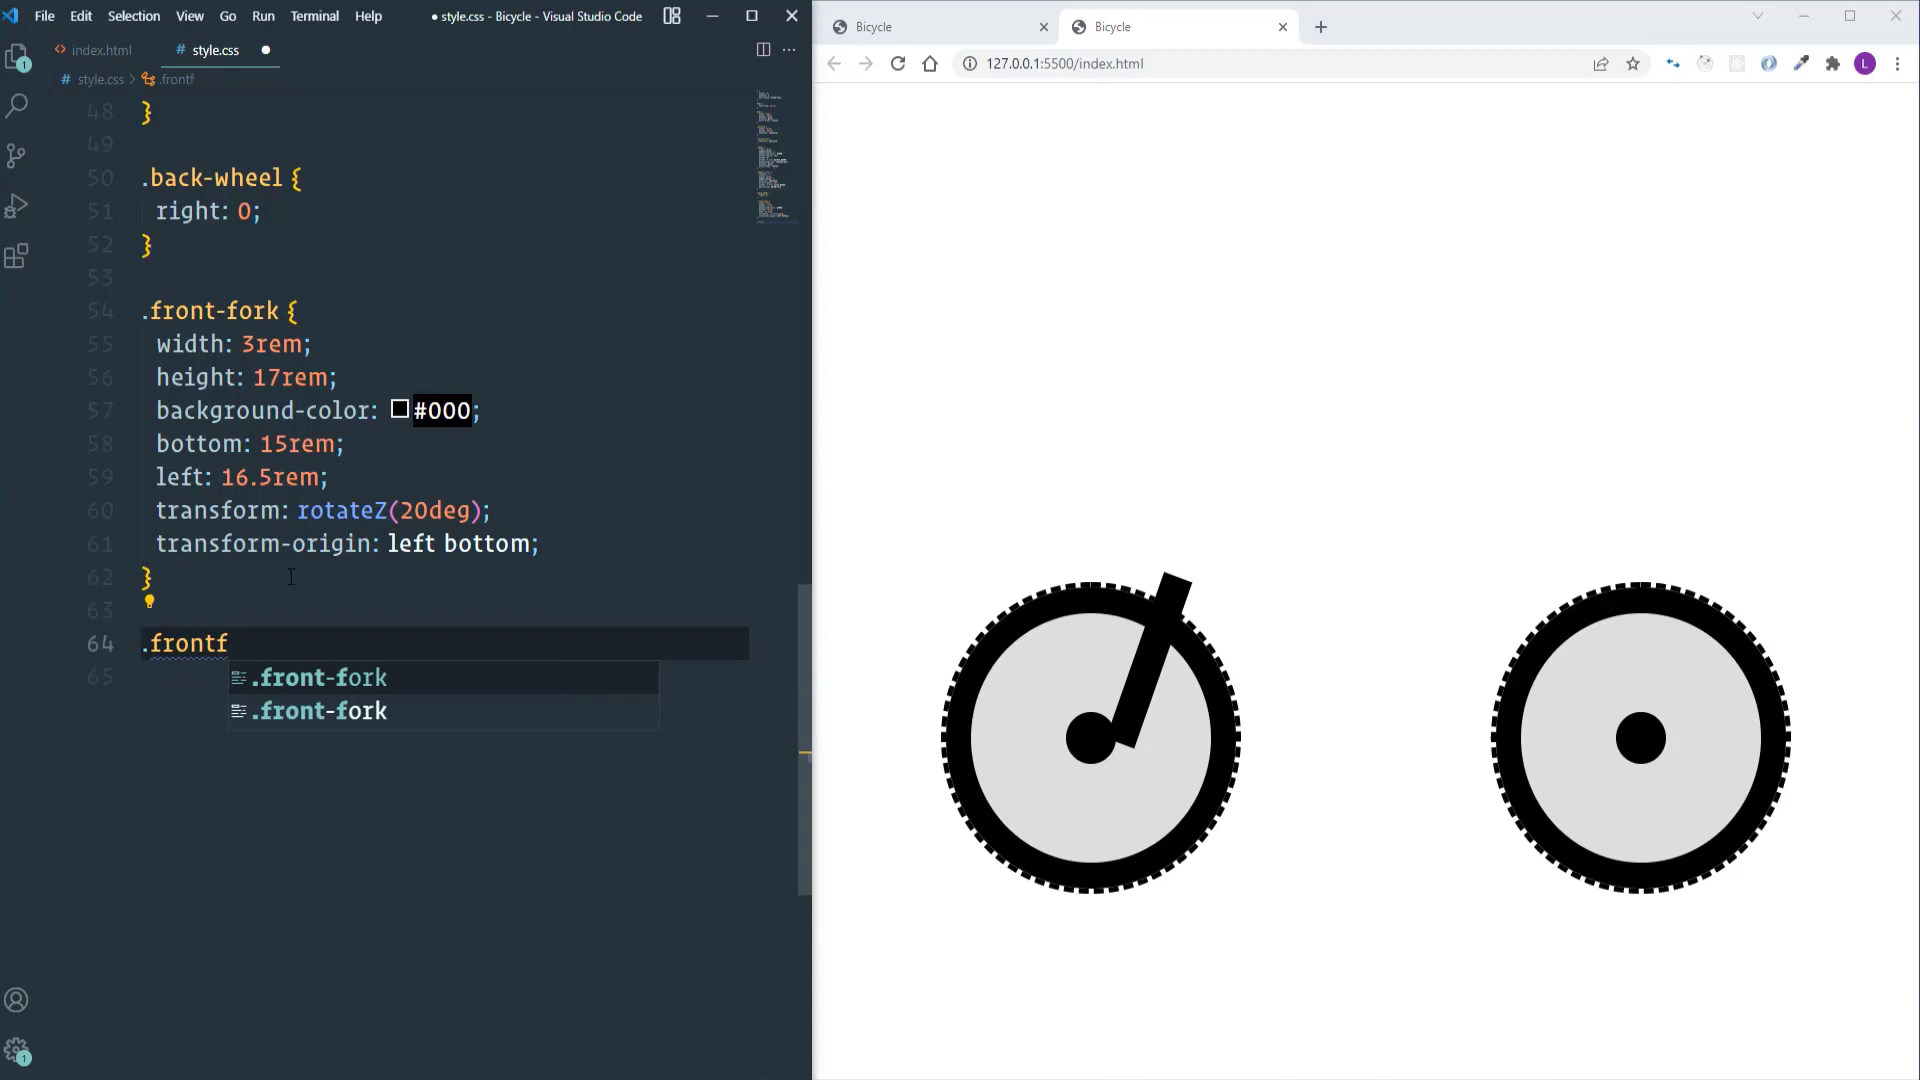 File Edit Selection View Go Run Terminal Help
● style.css - Bicycle - Visual Studio Code
index.html
# style.css ●
# style.css > .frontf
48 }
49
50 .back-wheel {
51 right: 0;
52 }
53
54 .front-fork {
55 width: 3rem;
56 height: 17rem;
57 background-color: #000;
58 bottom: 15rem;
59 left: 16.5rem;
60 transform: rotateZ(20deg);
61 transform-origin: left bottom;
62 }
63
64 .frontf
.front-fork
.front-fork
65
1
1
Bicycle
Bicycle
127.0.0.1:5500/index.html
L